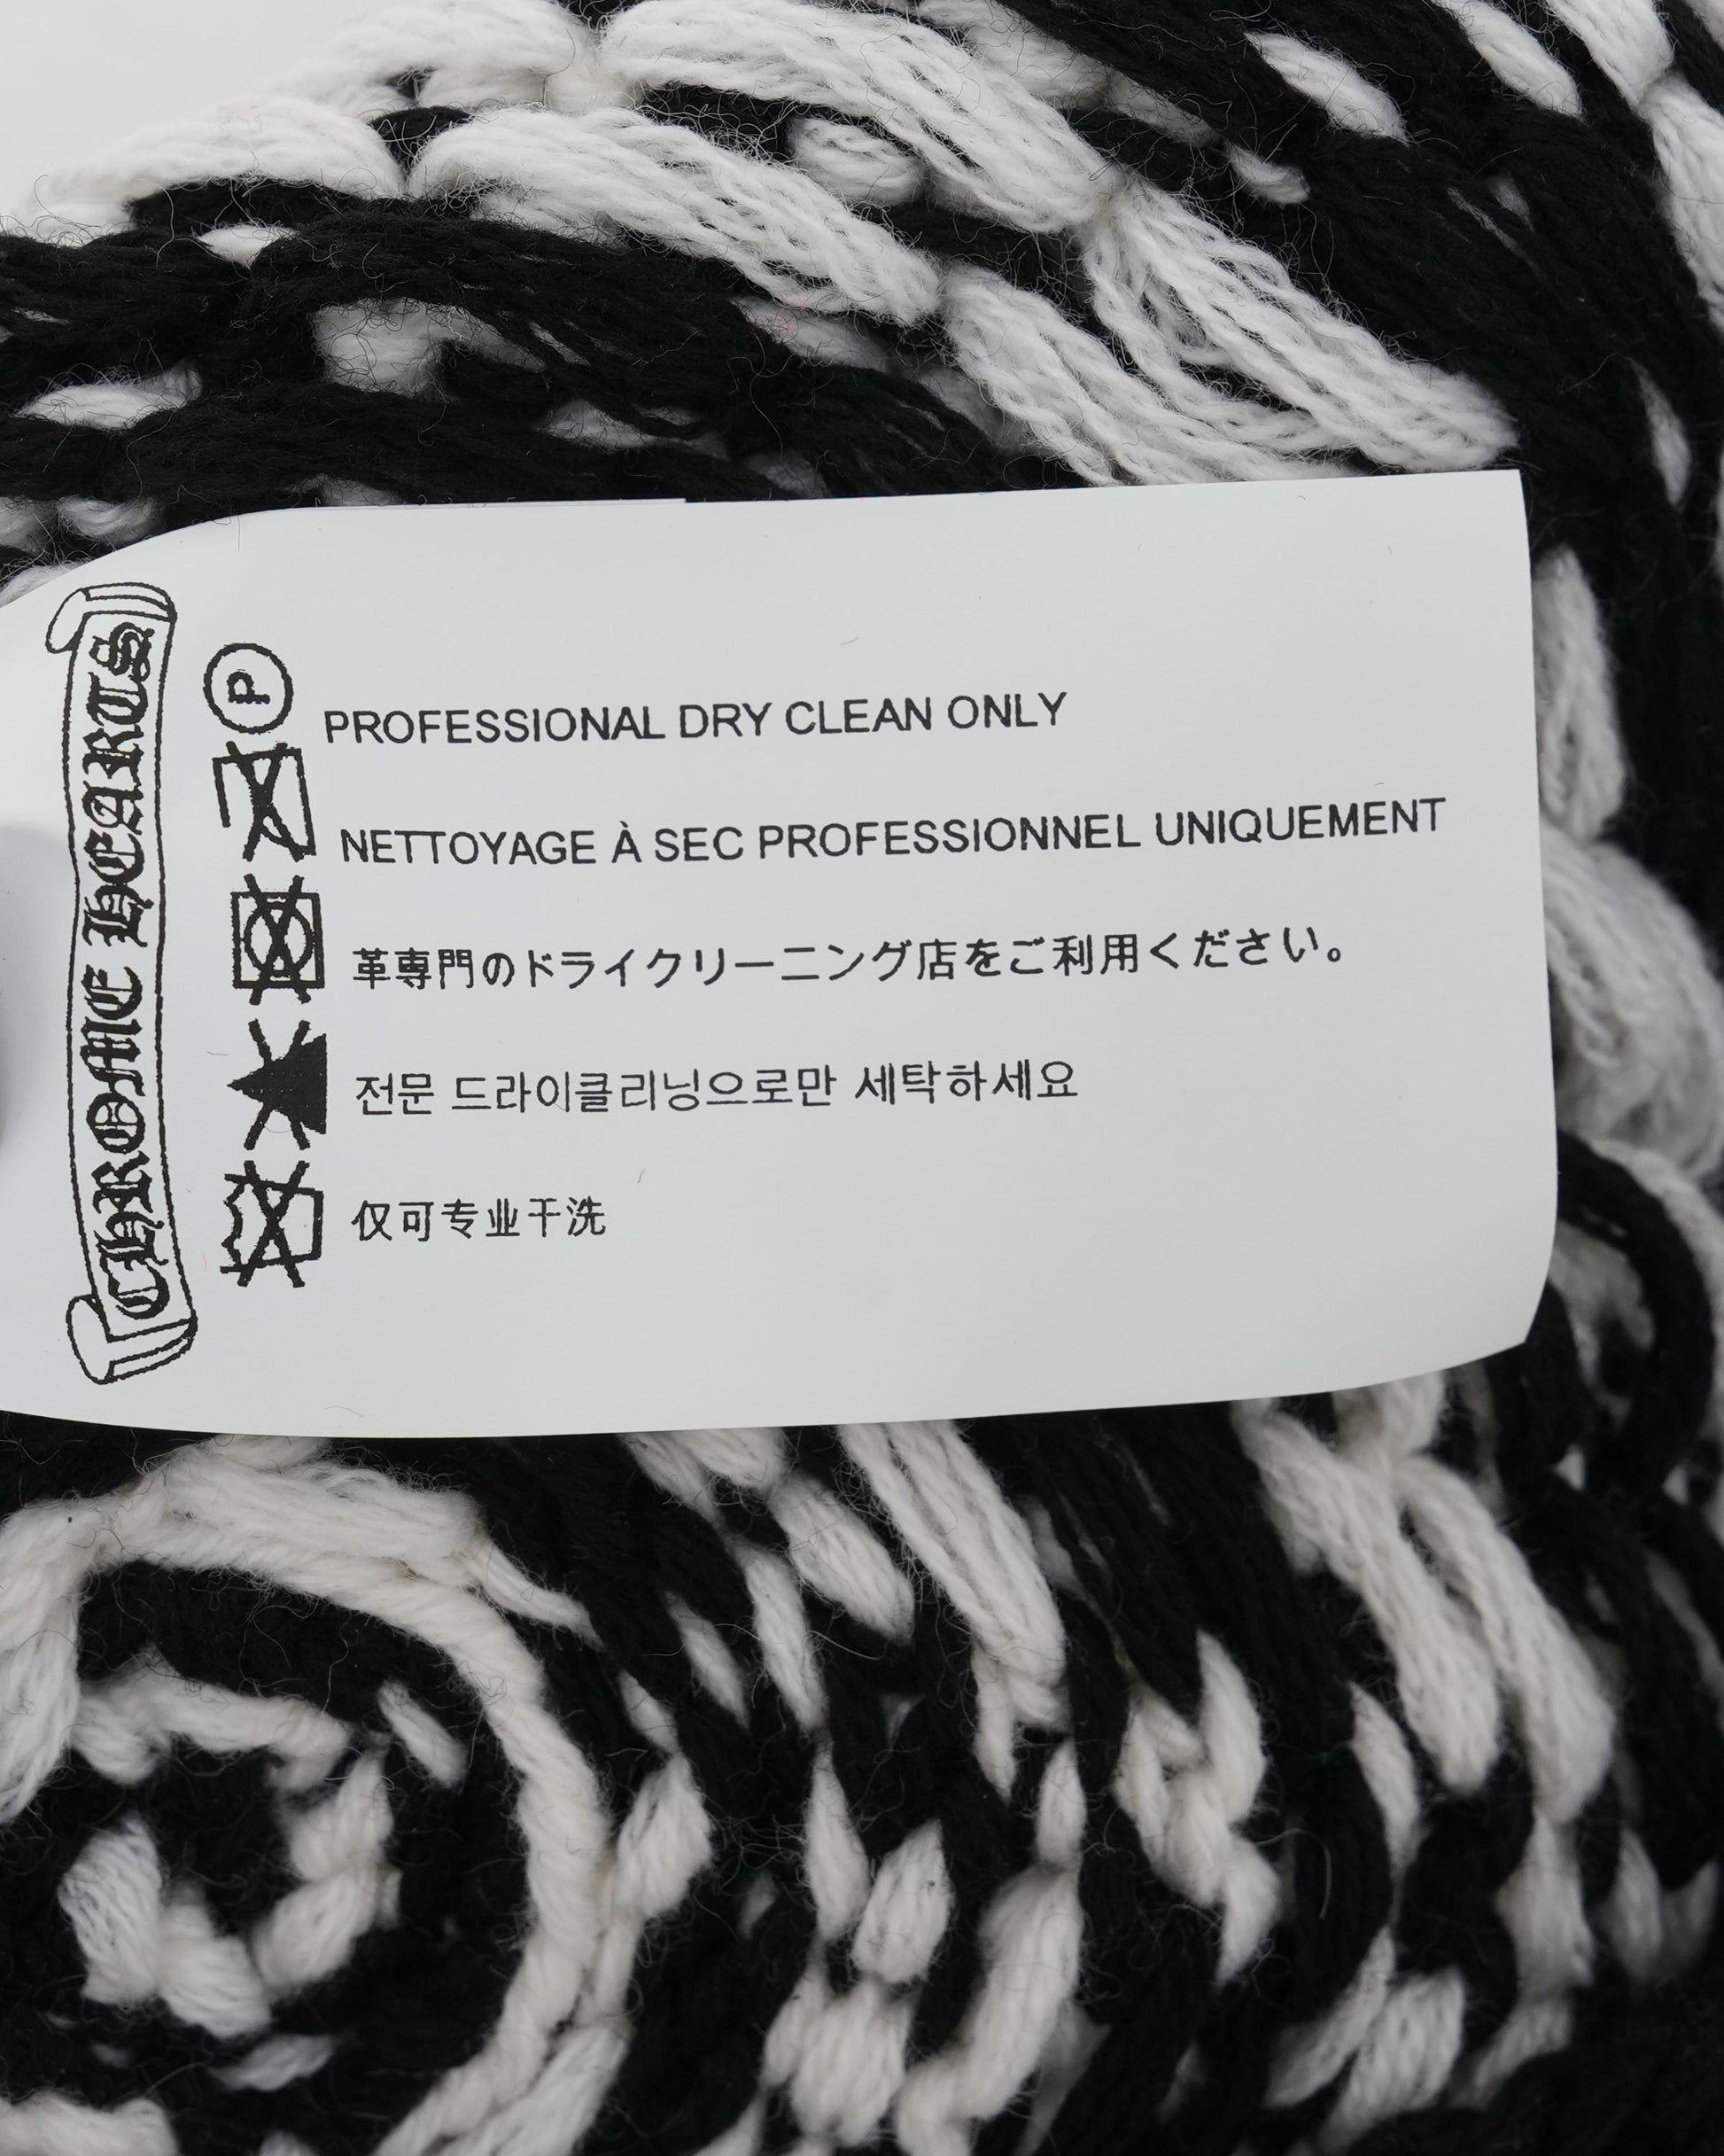 CHROME HEARTS
P
PROFESSIONAL DRY CLEAN ONLY
NETTOYAGE À SEC PROFESSIONNEL UNIQUEMENT
革専門のドライクリーニング店をご利用ください。
전문 드라이클리닝으로만 세탁하세요
仅可专业干洗